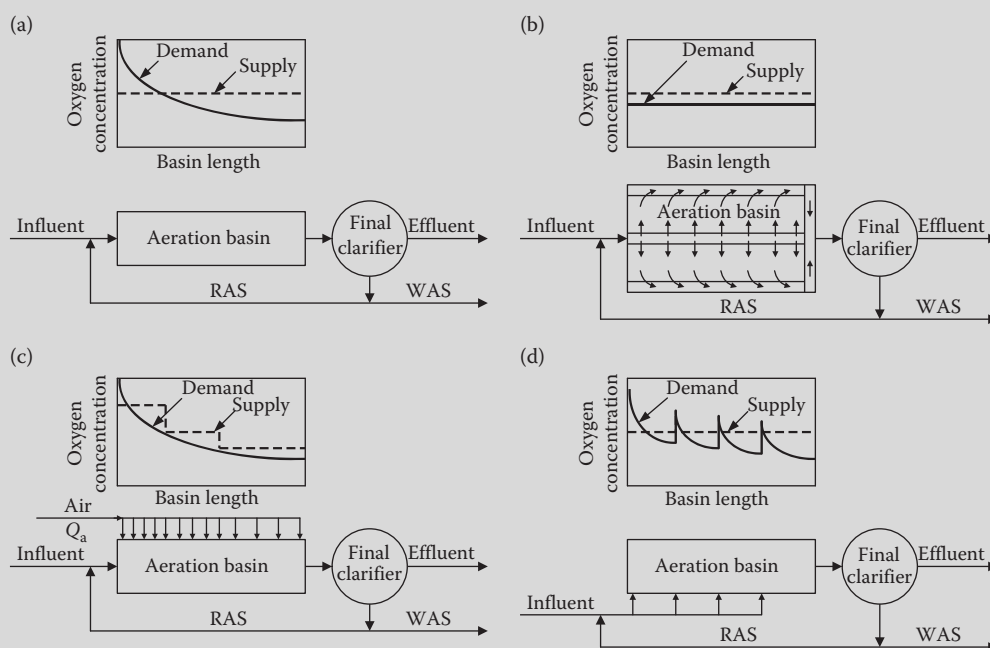 (a)
Oxygen
concentration
Demand
Supply
Basin length
Influent
Aeration basin
Final
clarifier
Effluent
RAS
WAS
(b)
Oxygen
concentration
Demand
Supply
Basin length
Influent
Aeration basin
Final
clarifier
Effluent
RAS
WAS
(c)
Oxygen
concentration
Demand
Supply
Basin length
Air
Qa
Influent
Aeration basin
Final
clarifier
Effluent
RAS
WAS
(d)
Oxygen
concentration
Supply
Demand
Basin length
Aeration basin
Final
clarifier
Effluent
Influent
RAS
WAS